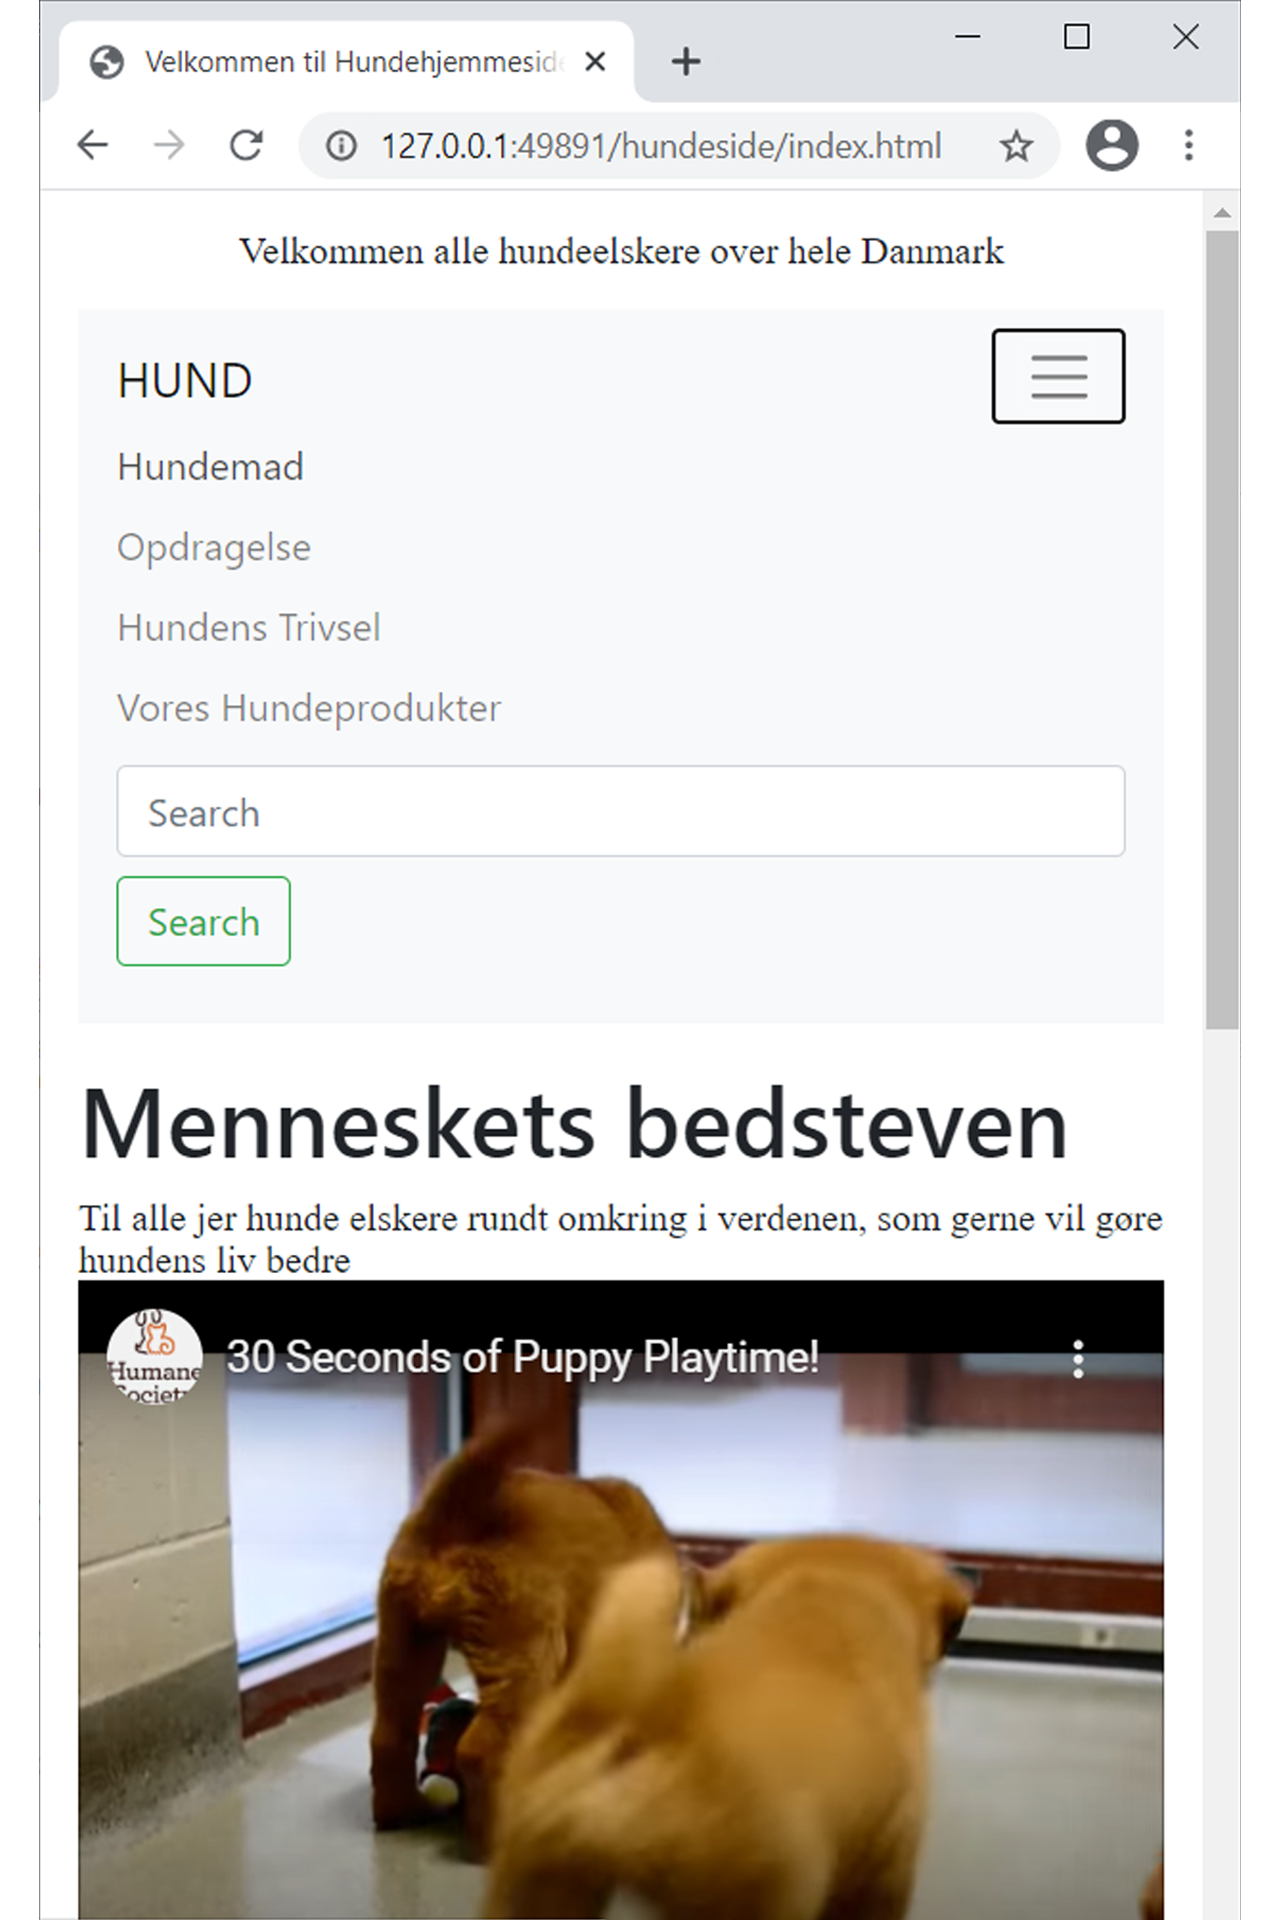 Velkommen til Hundehjemmeside
127.0.0.1:49891/hundeside/index.html
Velkommen alle hundeelskere over hele Danmark
HUND
Hundemad
Opdragelse
Hundens Trivsel
Vores Hundeprodukter
Search
Search
Menneskets bedsteven
Til alle jer hunde elskere rundt omkring i verdenen, som gerne vil gøre
hundens liv bedre
30 Seconds of Puppy Playtime!
Humane
Society